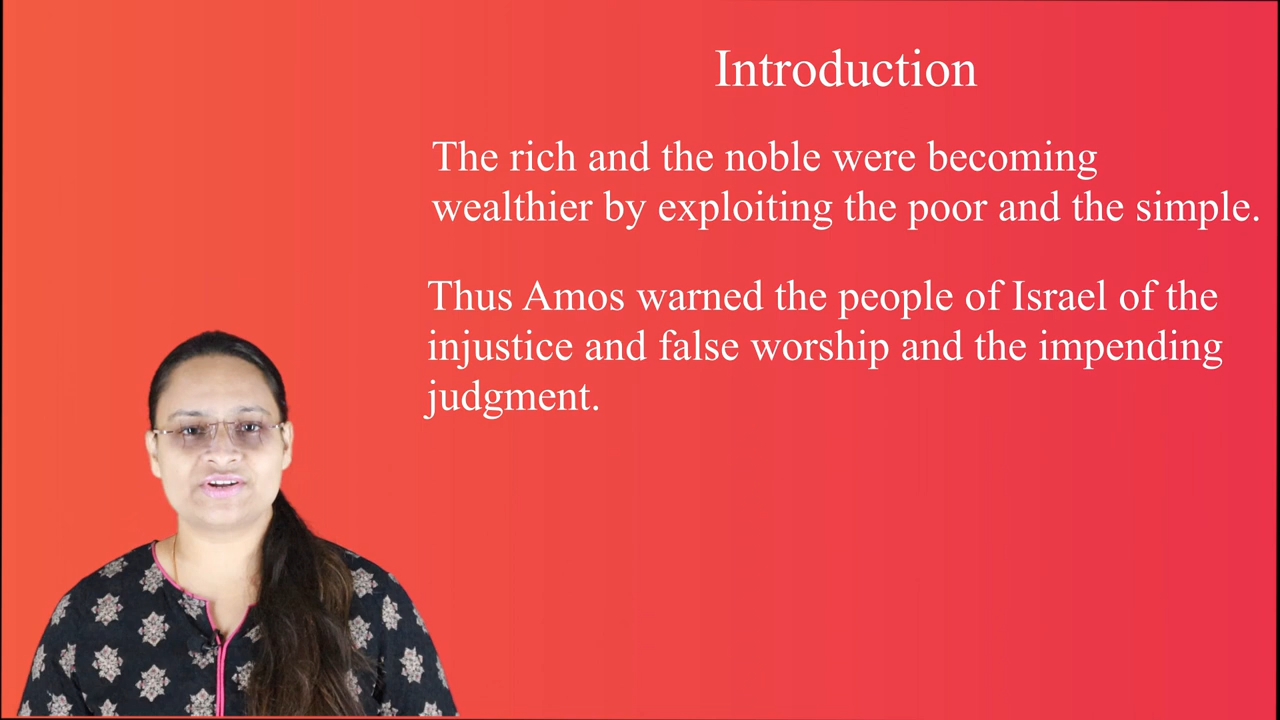 Introduction
The rich and the noble were becoming
wealthier by exploiting the poor and the simple.
Thus Amos warned the people of Israel of the
injustice and false worship and the impending
judgment.